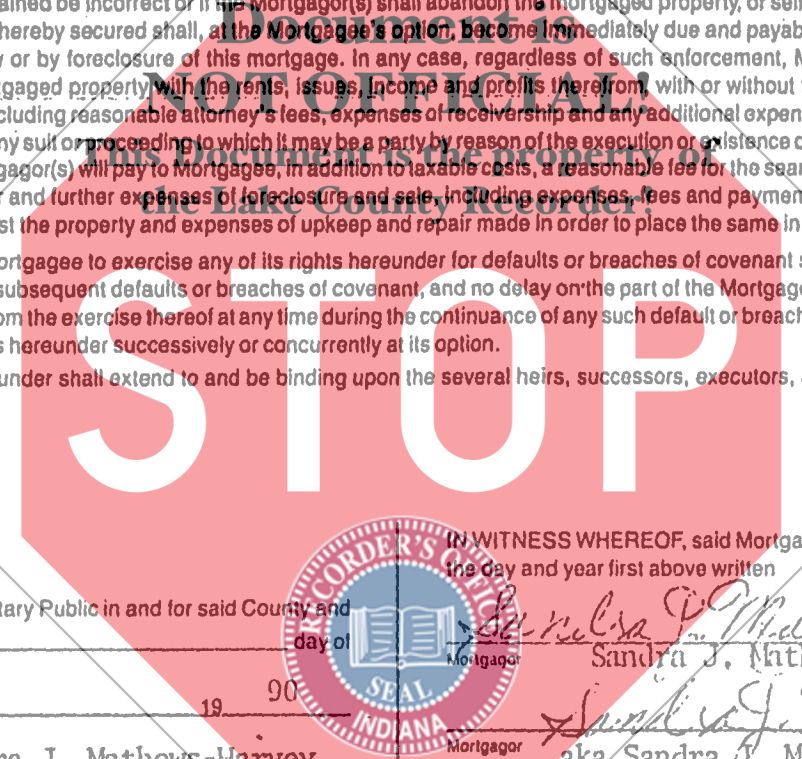 ained be incorrect or if the Mortgagor(s) shall abandon the mortgaged property, or sell
Document is
hereby secured shall, at the Mortgagee's option, become immediately due and payab
y or by foreclosure of this mortgage. In any case, regardless of such enforcement, M
NOT OFFICIAL!
gaged property with the rents, issues, income and profits therefrom, with or without
cluding reasonable attorney's fees, expenses of receivership and any additional expen
ny suit or proceeding to which it may be a party by reason of the execution or existence o
This Document is the property of
gagor(s) will pay to Mortgagee, in addition to taxable costs, a reasonable fee for the sear
r and further expenses of foreclosure and sale, including expenses, fees and paymen
the Lake County Recorder!
st the property and expenses of upkeep and repair made in order to place the same in
ortgagee to exercise any of its rights hereunder for defaults or breaches of covenant s
subsequent defaults or breaches of covenant, and no delay on the part of the Mortgag
om the exercise thereof at any time during the continuance of any such default or breach
s hereunder successively or concurrently at its option.
under shall extend to and be binding upon the several heirs, successors, executors,
STOP
IN WITNESS WHEREOF, said Mortga
the day and year first above written
RECORDER'S OFFICE
SEAL
INDIANA
tary Public in and for said County and
day of
Mortgagor
Sandra J. Math
19 90
Mortgagor
aka Sandra J. M
ra J. Mathews-Harvey